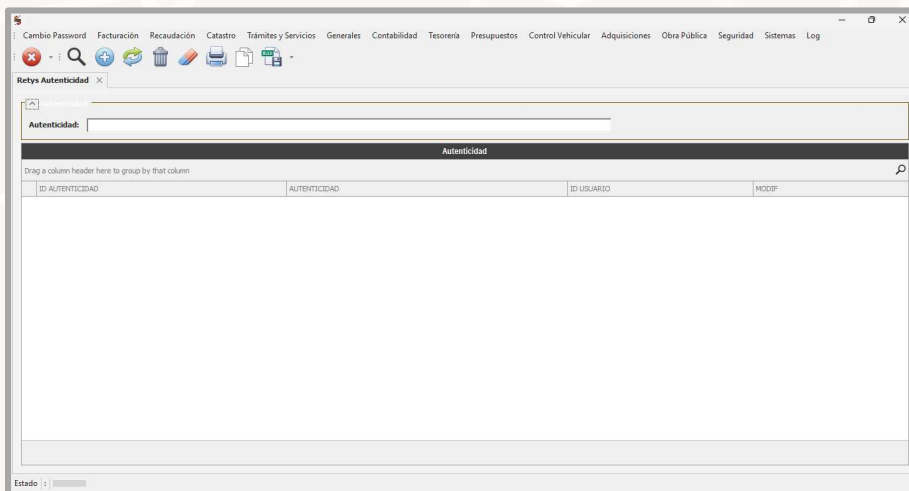 Cambio Password Facturación Recaudación Catastro Trámites y Servicios Generales Contabilidad Tesorería Presupuestos Control Vehicular Adquisiciones Obra Pública Seguridad Sistemas Log
Retys Autenticidad
Autenticidad
Autenticidad:
Autenticidad
Drag a column header here to group by that column
ID AUTENTICIDAD AUTENTICIDAD ID USUARIO MODIF
Estado :